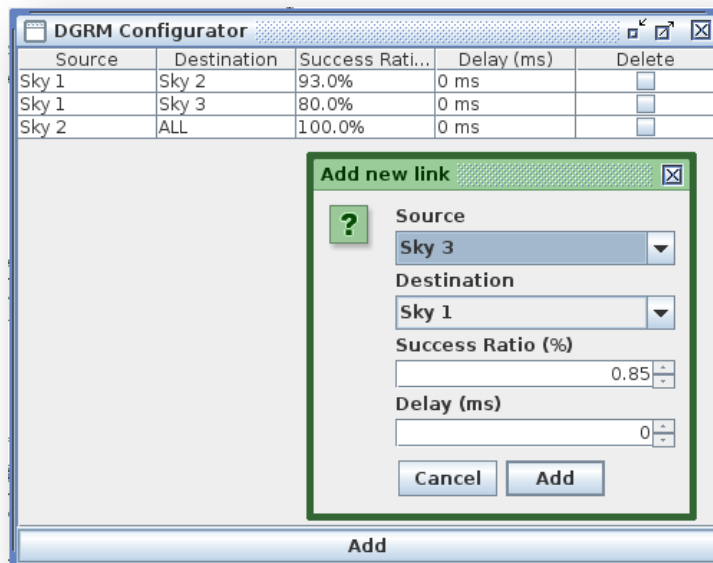 DGRM Configurator
Source Destination Success Rati... Delay (ms) Delete
Sky 1 Sky 2 93.0% 0 ms
Sky 1 Sky 3 80.0% 0 ms
Sky 2 ALL 100.0% 0 ms
Add new link
?
Source
Sky 3
Destination
Sky 1
Success Ratio (%)
0.85
Delay (ms)
0
Cancel Add
Add